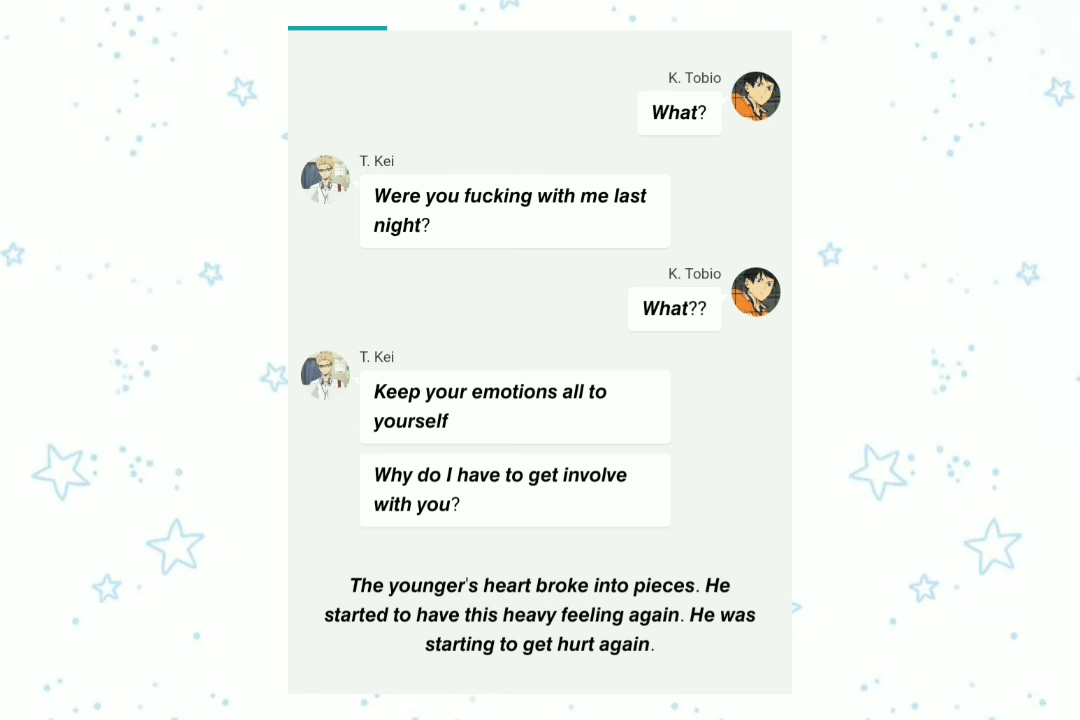 K. Tobio
What?
T. Kei
Were you fucking with me last
night?
K. Tobio
What??
T. Kei
Keep your emotions all to
yourself
Why do I have to get involve
with you?
The younger's heart broke into pieces. He
started to have this heavy feeling again. He was
starting to get hurt again.